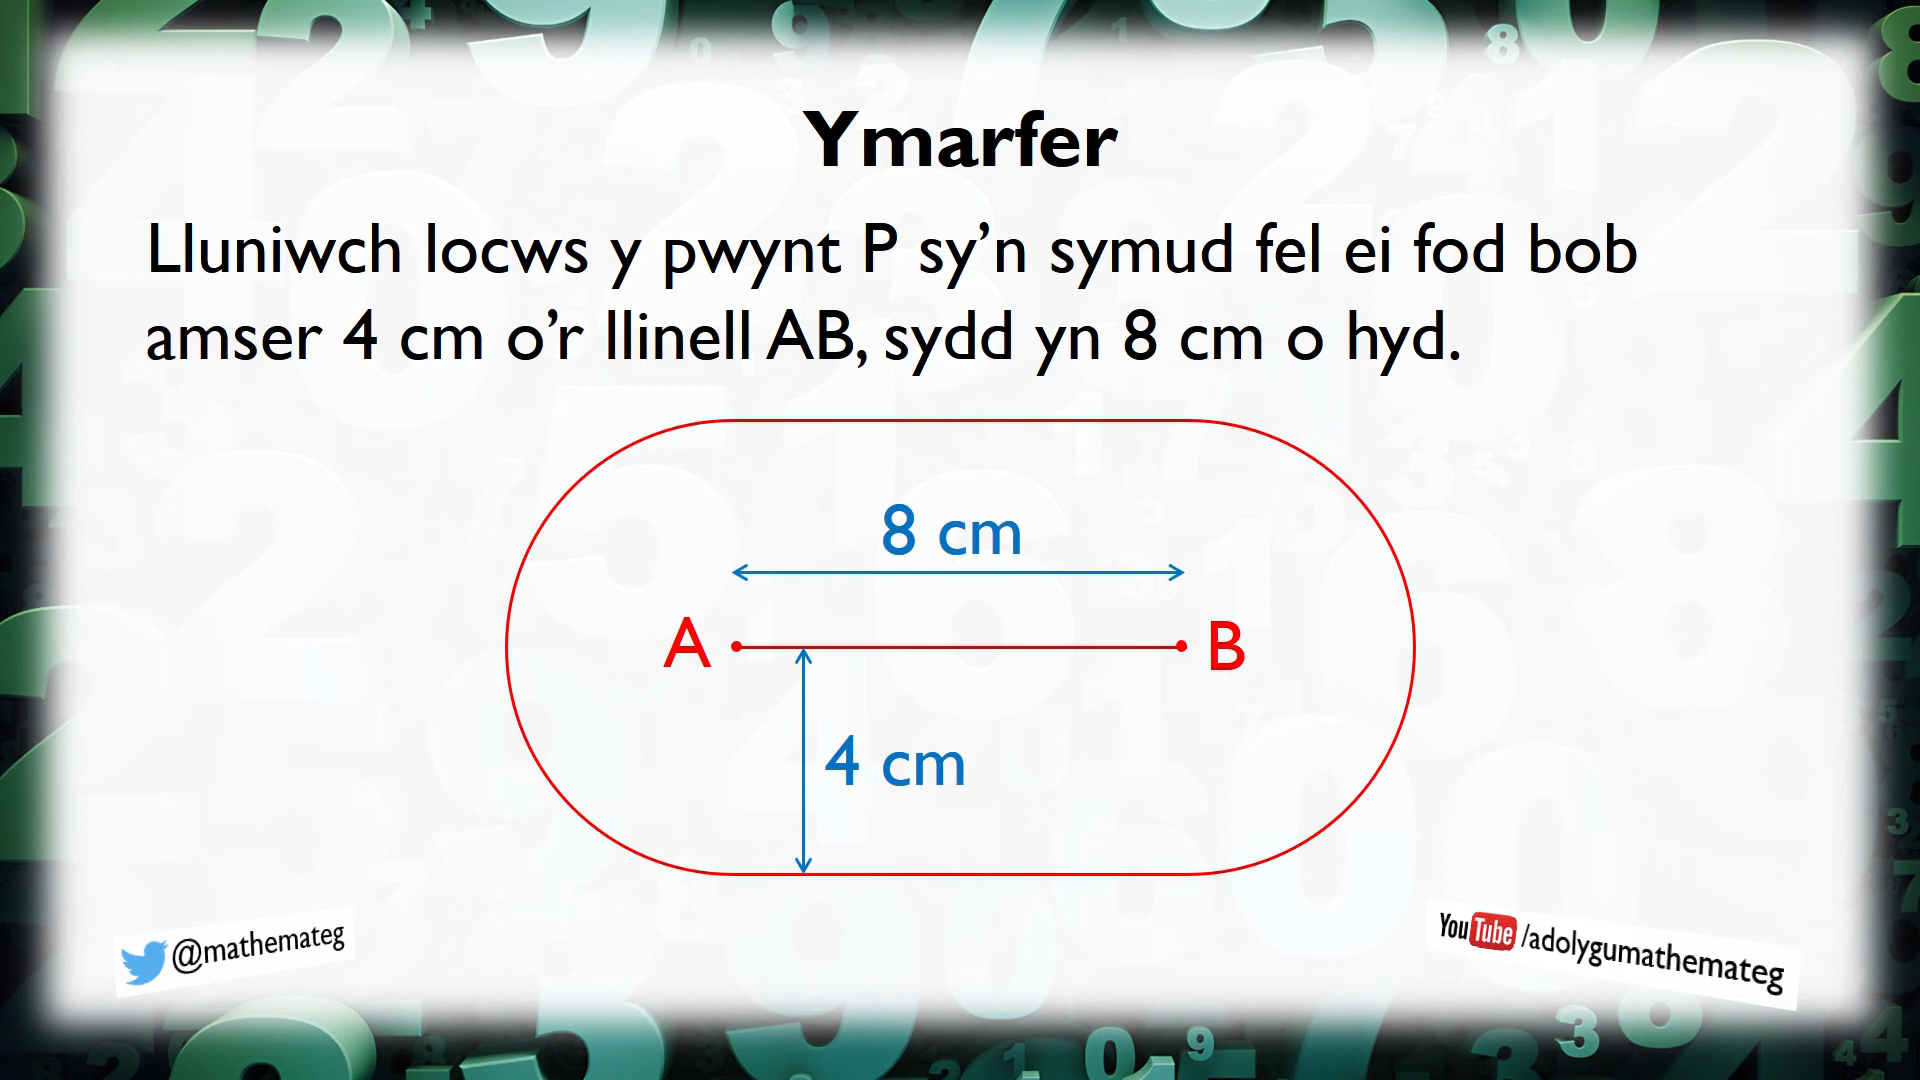 Ymarfer
Lluniwch locws y pwynt P sy’n symud fel ei fod bob
amser 4 cm o’r llinell AB, sydd yn 8 cm o hyd.
8 cm
A
B
4 cm
@mathemateg
YouTube /adolygumathemateg